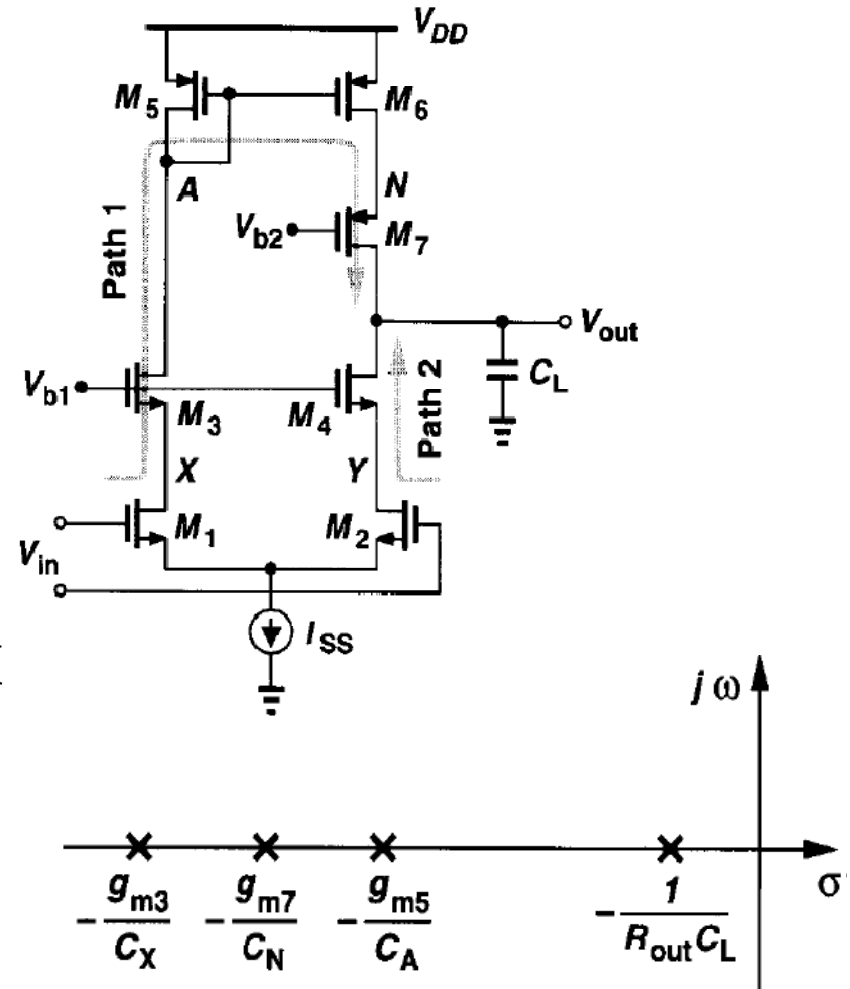 V_DD
M_5
M_6
A
N
Path 1
V_b2
M_7
V_out
C_L
V_b1
M_3
M_4
Path 2
X
Y
M_1
M_2
V_in
I_SS
jω
σ
-g_m3/C_X
-g_m7/C_N
-g_m5/C_A
-1/R_out C_L